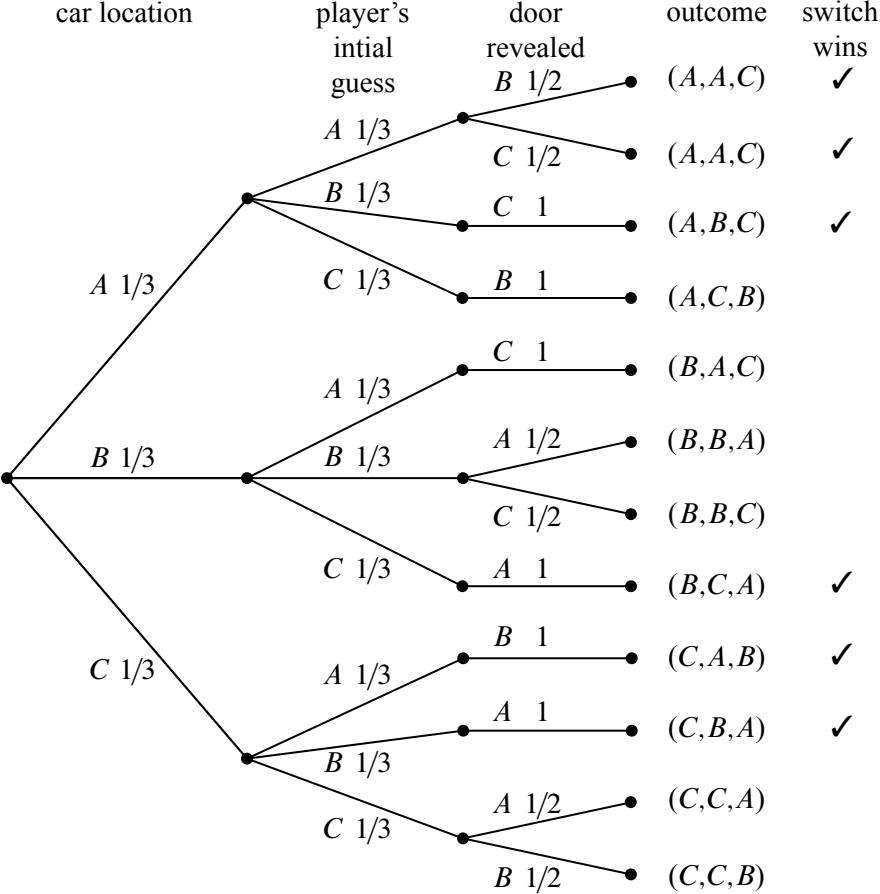 car location
player's
intial
guess
door
revealed
outcome
switch
wins
B 1/2
(A,A,C)
✓
A 1/3
C 1/2
(A,A,C)
✓
B 1/3
C 1
(A,B,C)
✓
A 1/3
C 1/3
B 1
(A,C,B)
C 1
(B,A,C)
A 1/3
B 1/3
B 1/3
A 1/2
(B,B,A)
C 1/2
(B,B,C)
C 1/3
A 1
(B,C,A)
✓
C 1/3
A 1/3
B 1
(C,A,B)
✓
A 1
(C,B,A)
✓
B 1/3
C 1/3
A 1/2
(C,C,A)
B 1/2
(C,C,B)